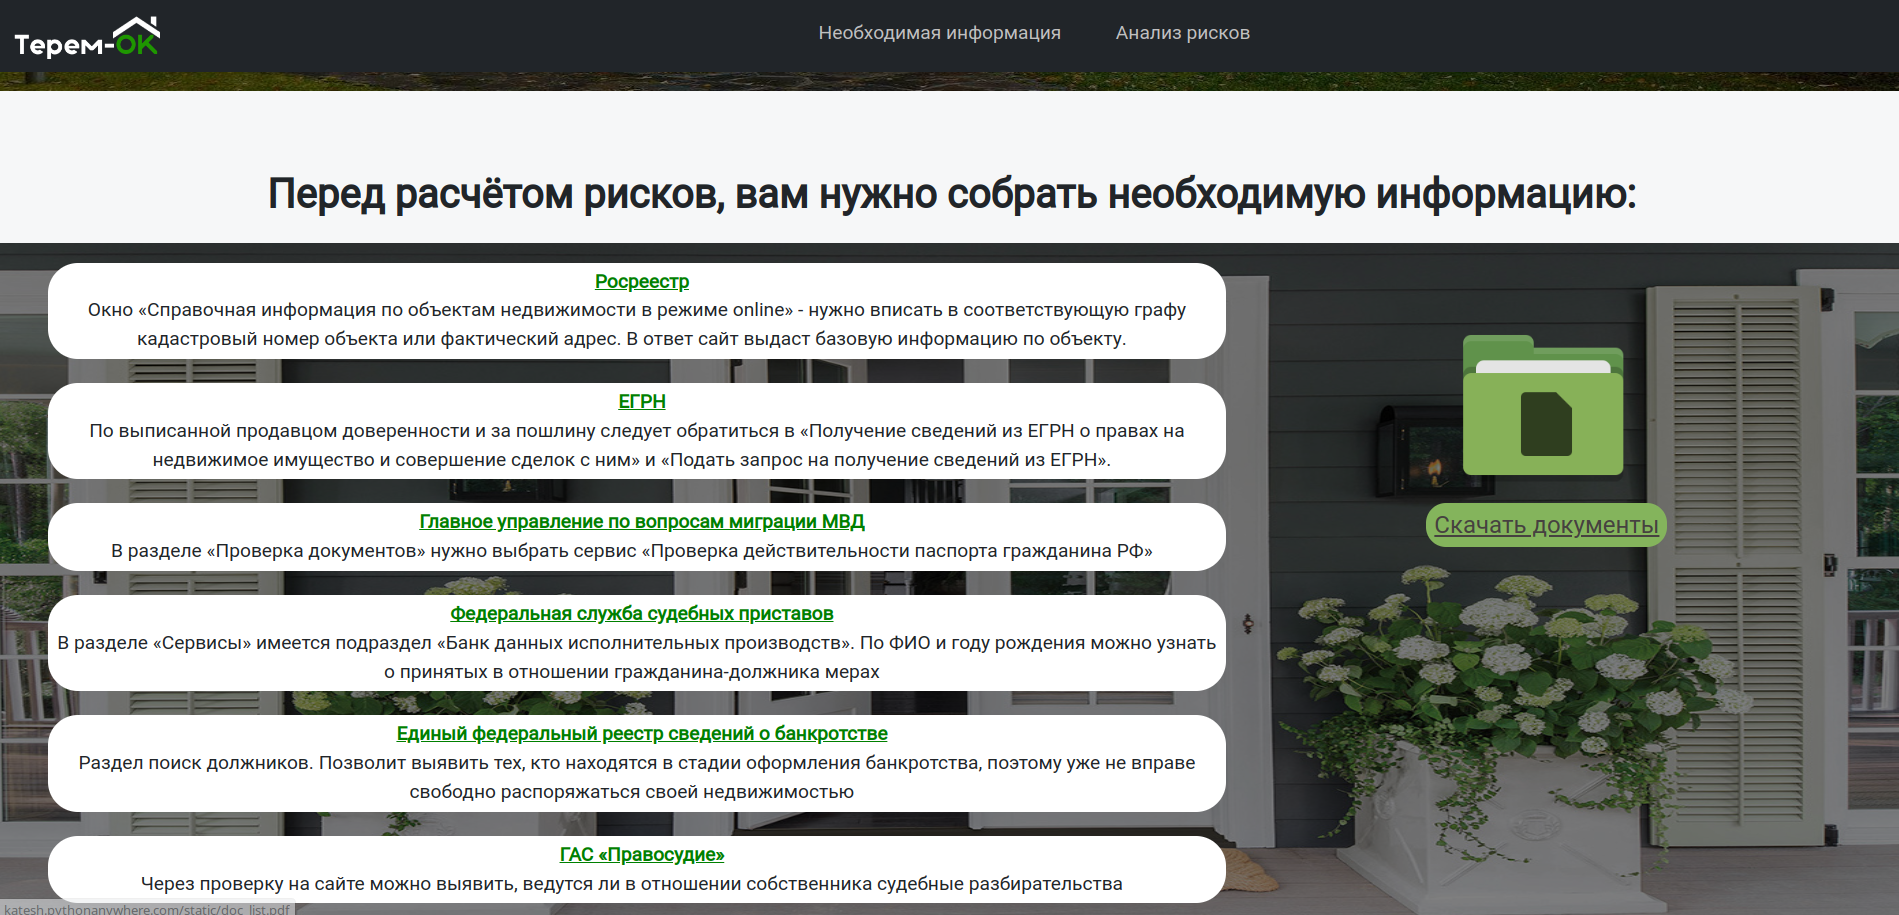 Терем-ОК
Необходимая информация
Анализ рисков
Перед расчётом рисков, вам нужно собрать необходимую информацию:
Росреестр
Окно «Справочная информация по объектам недвижимости в режиме online» - нужно вписать в соответствующую графу
кадастровый номер объекта или фактический адрес. В ответ сайт выдаст базовую информацию по объекту.
ЕГРН
По выписанной продавцом доверенности и за пошлину следует обратиться в «Получение сведений из ЕГРН о правах на
недвижимое имущество и совершение сделок с ним» и «Подать запрос на получение сведений из ЕГРН».
Главное управление по вопросам миграции МВД
В разделе «Проверка документов» нужно выбрать сервис «Проверка действительности паспорта гражданина РФ»
Федеральная служба судебных приставов
В разделе «Сервисы» имеется подраздел «Банк данных исполнительных производств». По ФИО и году рождения можно узнать
о принятых в отношении гражданина-должника мерах
Единый федеральный реестр сведений о банкротстве
Раздел поиск должников. Позволит выявить тех, кто находятся в стадии оформления банкротства, поэтому уже не вправе
свободно распоряжаться своей недвижимостью
ГАС «Правосудие»
Через проверку на сайте можно выявить, ведутся ли в отношении собственника судебные разбирательства
Скачать документы
katesh.pythonanywhere.com/static/doc_list.pdf